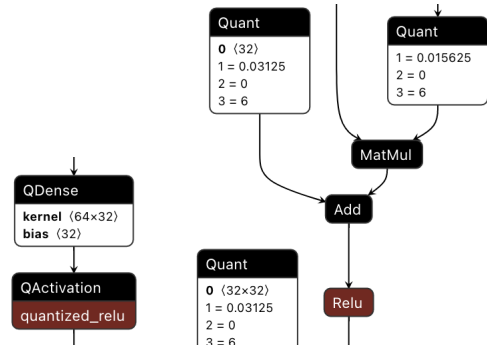 Quant
0 ⟨32⟩
1 = 0.03125
2 = 0
3 = 6
Quant
1 = 0.015625
2 = 0
3 = 6
MatMul
Add
QDense
kernel ⟨64×32⟩
bias ⟨32⟩
QActivation
quantized_relu
Quant
0 ⟨32×32⟩
1 = 0.03125
2 = 0
3 = 6
Relu